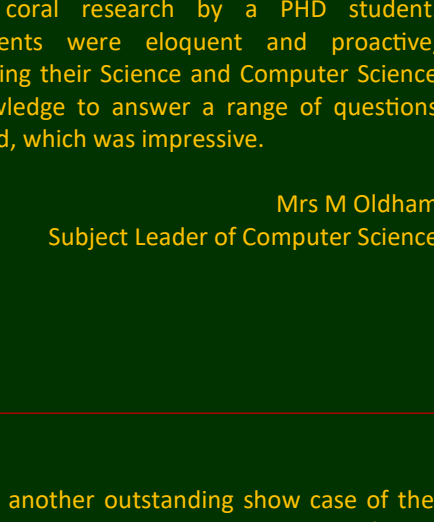 coral research by a PHD student
ents were eloquent and proactive,
ing their Science and Computer Science
wledge to answer a range of questions
d, which was impressive.
Mrs M Oldham
Subject Leader of Computer Science
another outstanding show case of the